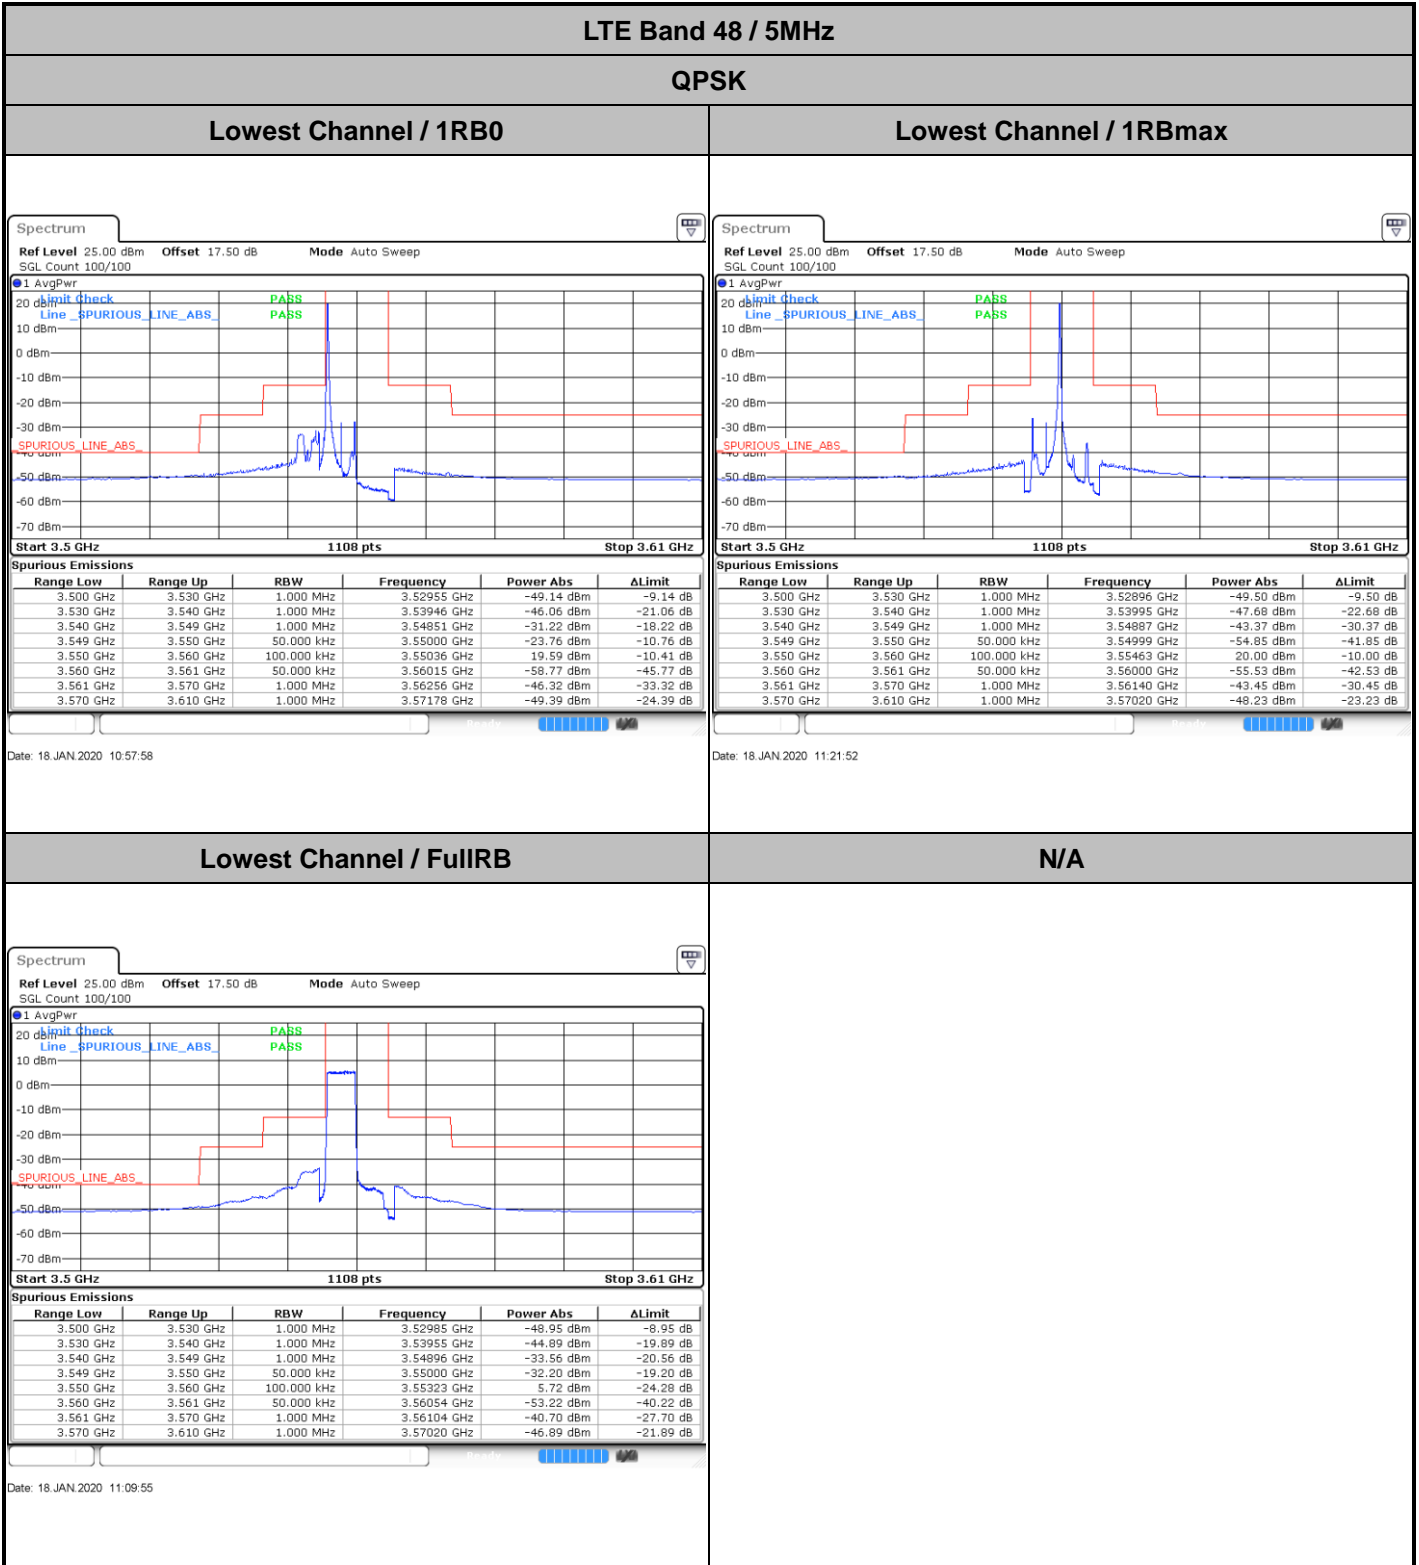 LTE Band 48 / 5MHz
QPSK
Lowest Channel / 1RB0
Lowest Channel / 1RBmax
Spectrum
Ref Level 25.00 dBm Offset 17.50 dB Mode Auto Sweep
SGL Count 100/100
1 AvgPwr
Limit Check PASS
Line _SPURIOUS_LINE_ABS_ PASS
20 dBm
10 dBm
0 dBm
-10 dBm
-20 dBm
-30 dBm
_SPURIOUS_LINE_ABS_
-40 dBm
-50 dBm
-60 dBm
-70 dBm
Start 3.5 GHz 1108 pts Stop 3.61 GHz
Spurious Emissions
Range Low Range Up RBW Frequency Power Abs ΔLimit
3.500 GHz 3.530 GHz 1.000 MHz 3.52955 GHz -49.14 dBm -9.14 dB
3.530 GHz 3.540 GHz 1.000 MHz 3.53946 GHz -46.06 dBm -21.06 dB
3.540 GHz 3.549 GHz 1.000 MHz 3.54851 GHz -31.22 dBm -18.22 dB
3.549 GHz 3.550 GHz 50.000 kHz 3.55000 GHz -23.76 dBm -10.76 dB
3.550 GHz 3.560 GHz 100.000 kHz 3.55036 GHz 19.59 dBm -10.41 dB
3.560 GHz 3.561 GHz 50.000 kHz 3.56015 GHz -58.77 dBm -45.77 dB
3.561 GHz 3.570 GHz 1.000 MHz 3.56256 GHz -46.32 dBm -33.32 dB
3.570 GHz 3.610 GHz 1.000 MHz 3.57178 GHz -49.39 dBm -24.39 dB
Ready
Date: 18.JAN.2020 10:57:58
Spectrum
Ref Level 25.00 dBm Offset 17.50 dB Mode Auto Sweep
SGL Count 100/100
1 AvgPwr
Limit Check PASS
Line _SPURIOUS_LINE_ABS_ PASS
20 dBm
10 dBm
0 dBm
-10 dBm
-20 dBm
-30 dBm
_SPURIOUS_LINE_ABS_
-40 dBm
-50 dBm
-60 dBm
-70 dBm
Start 3.5 GHz 1108 pts Stop 3.61 GHz
Spurious Emissions
Range Low Range Up RBW Frequency Power Abs ΔLimit
3.500 GHz 3.530 GHz 1.000 MHz 3.52896 GHz -49.50 dBm -9.50 dB
3.530 GHz 3.540 GHz 1.000 MHz 3.53995 GHz -47.68 dBm -22.68 dB
3.540 GHz 3.549 GHz 1.000 MHz 3.54887 GHz -43.37 dBm -30.37 dB
3.549 GHz 3.550 GHz 50.000 kHz 3.54999 GHz -54.85 dBm -41.85 dB
3.550 GHz 3.560 GHz 100.000 kHz 3.55463 GHz 20.00 dBm -10.00 dB
3.560 GHz 3.561 GHz 50.000 kHz 3.56000 GHz -55.53 dBm -42.53 dB
3.561 GHz 3.570 GHz 1.000 MHz 3.56140 GHz -43.45 dBm -30.45 dB
3.570 GHz 3.610 GHz 1.000 MHz 3.57020 GHz -48.23 dBm -23.23 dB
Ready
Date: 18.JAN.2020 11:21:52
Lowest Channel / FullRB
N/A
Spectrum
Ref Level 25.00 dBm Offset 17.50 dB Mode Auto Sweep
SGL Count 100/100
1 AvgPwr
Limit Check PASS
Line _SPURIOUS_LINE_ABS_ PASS
20 dBm
10 dBm
0 dBm
-10 dBm
-20 dBm
-30 dBm
_SPURIOUS_LINE_ABS_
-40 dBm
-50 dBm
-60 dBm
-70 dBm
Start 3.5 GHz 1108 pts Stop 3.61 GHz
Spurious Emissions
Range Low Range Up RBW Frequency Power Abs ΔLimit
3.500 GHz 3.530 GHz 1.000 MHz 3.52985 GHz -48.95 dBm -8.95 dB
3.530 GHz 3.540 GHz 1.000 MHz 3.53955 GHz -44.89 dBm -19.89 dB
3.540 GHz 3.549 GHz 1.000 MHz 3.54896 GHz -33.56 dBm -20.56 dB
3.549 GHz 3.550 GHz 50.000 kHz 3.55000 GHz -32.20 dBm -19.20 dB
3.550 GHz 3.560 GHz 100.000 kHz 3.55323 GHz 5.72 dBm -24.28 dB
3.560 GHz 3.561 GHz 50.000 kHz 3.56054 GHz -53.22 dBm -40.22 dB
3.561 GHz 3.570 GHz 1.000 MHz 3.56104 GHz -40.70 dBm -27.70 dB
3.570 GHz 3.610 GHz 1.000 MHz 3.57020 GHz -46.89 dBm -21.89 dB
Ready
Date: 18.JAN.2020 11:09:55